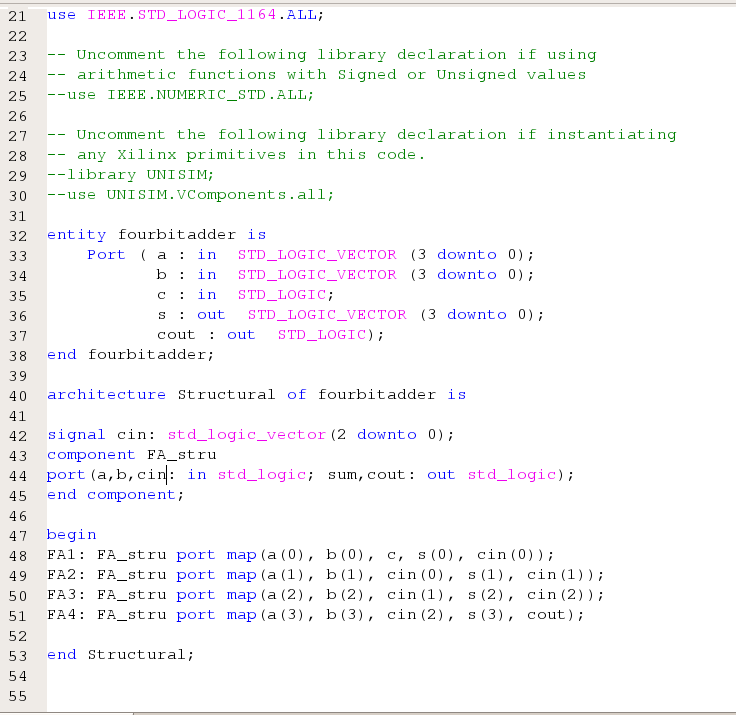 21 use IEEE.STD_LOGIC_1164.ALL;
22
23 -- Uncomment the following library declaration if using
24 -- arithmetic functions with Signed or Unsigned values
25 --use IEEE.NUMERIC_STD.ALL;
26
27 -- Uncomment the following library declaration if instantiating
28 -- any Xilinx primitives in this code.
29 --library UNISIM;
30 --use UNISIM.VComponents.all;
31
32 entity fourbitadder is
33     Port ( a : in  STD_LOGIC_VECTOR (3 downto 0);
34            b : in  STD_LOGIC_VECTOR (3 downto 0);
35            c : in  STD_LOGIC;
36            s : out  STD_LOGIC_VECTOR (3 downto 0);
37            cout : out  STD_LOGIC);
38 end fourbitadder;
39
40 architecture Structural of fourbitadder is
41
42 signal cin: std_logic_vector(2 downto 0);
43 component FA_stru
44 port(a,b,cin: in std_logic; sum,cout: out std_logic);
45 end component;
46
47 begin
48 FA1: FA_stru port map(a(0), b(0), c, s(0), cin(0));
49 FA2: FA_stru port map(a(1), b(1), cin(0), s(1), cin(1));
50 FA3: FA_stru port map(a(2), b(2), cin(1), s(2), cin(2));
51 FA4: FA_stru port map(a(3), b(3), cin(2), s(3), cout);
52
53 end Structural;
54
55